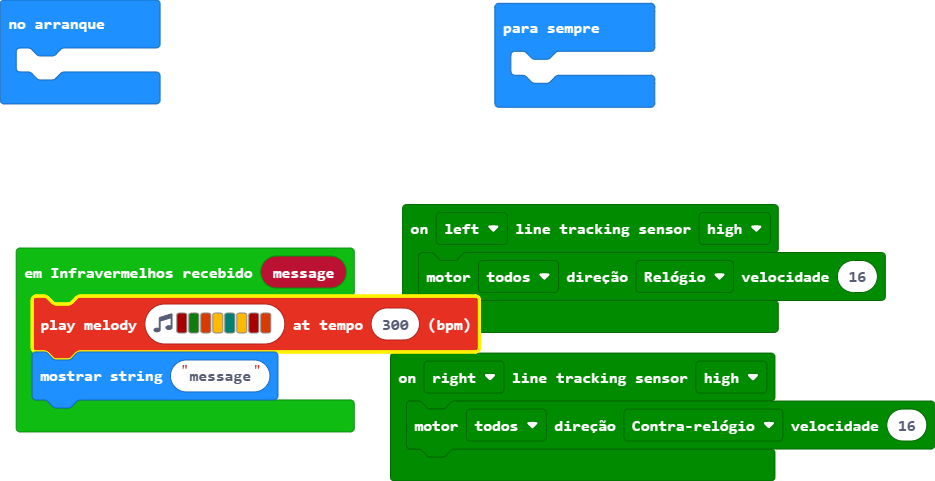 no arranque
para sempre
on left line tracking sensor high
motor todos direção Relógio velocidade 16
em Infravermelhos recebido message
play melody at tempo 300 (bpm)
mostrar string "message"
on right line tracking sensor high
motor todos direção Contra-relógio velocidade 16